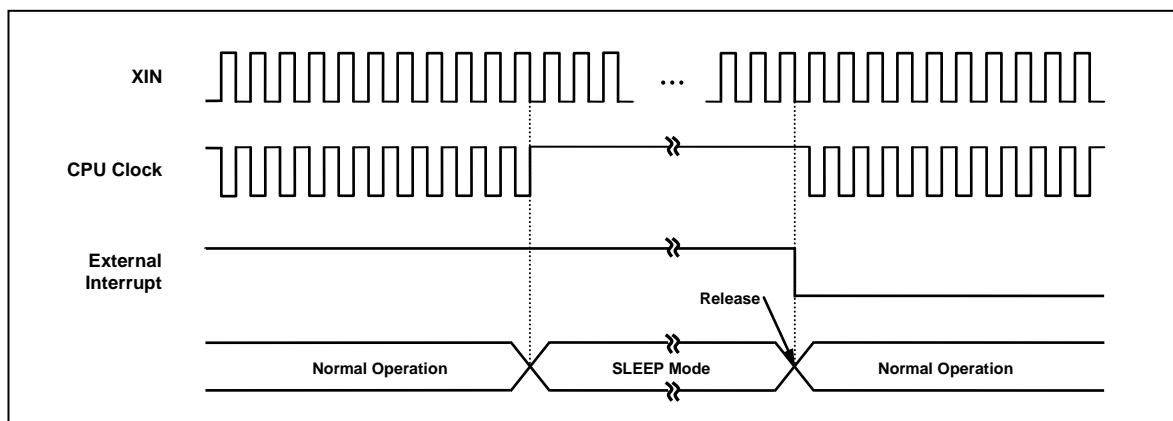 XIN
...
CPU Clock
External
Interrupt
Release
Normal Operation
SLEEP Mode
Normal Operation